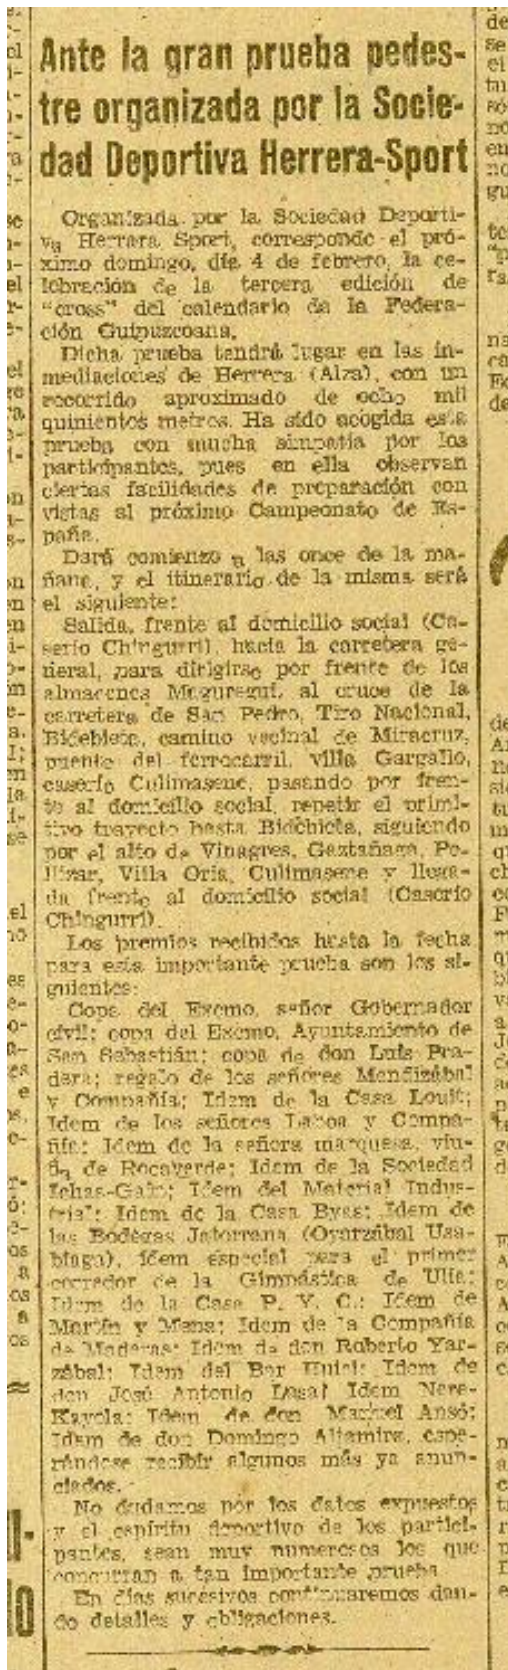 Ante la gran prueba pedes-
tre organizada por la Socie-
dad Deportiva Herrera-Sport
Organizada por la Sociedad Deporti-
va Herrera Sport, corresponde el pró-
ximo domingo, día 4 de febrero, la ce-
lebración de la tercera edición de
"cross" del calendario de la Federa-
ción Guipuzcoana.
Dicha prueba tendrá lugar en las in-
mediaciones de Herrera (Alza), con un
recorrido aproximado de ocho mil
quinientos metros. Ha sido acogida esta
prueba con mucha simpatía por los
participantes, pues en ella observan
ciertas facilidades de preparación con
vistas al próximo Campeonato de Es-
paña.
Dará comienzo a las once de la ma-
ñana, y el itinerario de la misma será
el siguiente:
Salida, frente al domicilio social (Ca-
serío Chingurri), hacia la carretera ge-
neral, para dirigirse por frente de los
almacenes Muguregui, al cruce de la
carretera de San Pedro, Tiro Nacional,
Bidebieta, camino vecinal de Miracruz,
puente del ferrocarril, villa Gargallo,
caserío Culimasene, pasando por fren-
te al domicilio social, repetir el primi-
tivo trayecto hasta Bidebieta, siguiendo
por el alto de Vinagres, Gaztañaga, Pe-
llizar, Villa Oria, Culimasene y llega-
da frente al domicilio social (Caserío
Chingurri).
Los premios recibidos hasta la fecha
para esta importante prueba son los si-
guientes:
Copa del Excmo. señor Gobernador
civil; copa del Excmo. Ayuntamiento de
San Sebastián; copa de don Luis Pra-
dera; regalo de los señores Mendizábal
y Compañía; Idem de la Casa Louit;
Idem de los señores Laboa y Compa-
ñía; Idem de la señora marquesa, viu-
da de Rocaverde; Idem de la Sociedad
Ichas-Gain; Idem del Material Indus-
trial; Idem de la Casa Byas; Idem de
las Bodegas Jatorrana (Oyarzábal Usa-
biaga), idem especial para el primer
corredor de la Gimnástica de Ulía;
Idem de la Casa P. Y. C.; Idem de
Martín y Mena; Idem de la Compañía
de Maderas; Idem de don Roberto Yar-
zábal; Idem del Bar Huici; Idem de
don José Antonio Lasa; Idem Nere-
Kayola; Idem de don Manuel Ansó;
Idem de don Domingo Altamira, espe-
rándose recibir algunos más ya anun-
ciados.
No dudamos por los datos expuestos
y el espíritu deportivo de los partici-
pantes, sean muy numerosos los que
concurran a tan importante prueba
En días sucesivos continuaremos dan-
do detalles y obligaciones.